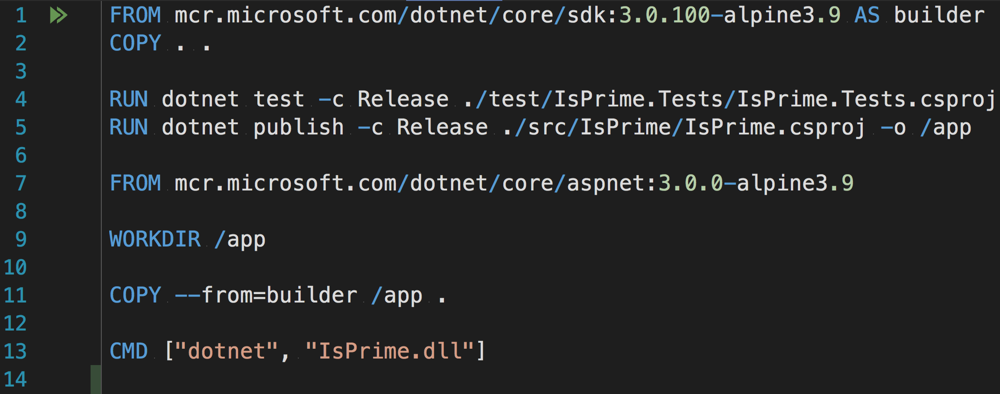 1 FROM mcr.microsoft.com/dotnet/core/sdk:3.0.100-alpine3.9 AS builder
2 COPY . .
3
4 RUN dotnet test -c Release ./test/IsPrime.Tests/IsPrime.Tests.csproj
5 RUN dotnet publish -c Release ./src/IsPrime/IsPrime.csproj -o /app
6
7 FROM mcr.microsoft.com/dotnet/core/aspnet:3.0.0-alpine3.9
8
9 WORKDIR /app
10
11 COPY --from=builder /app .
12
13 CMD ["dotnet", "IsPrime.dll"]
14